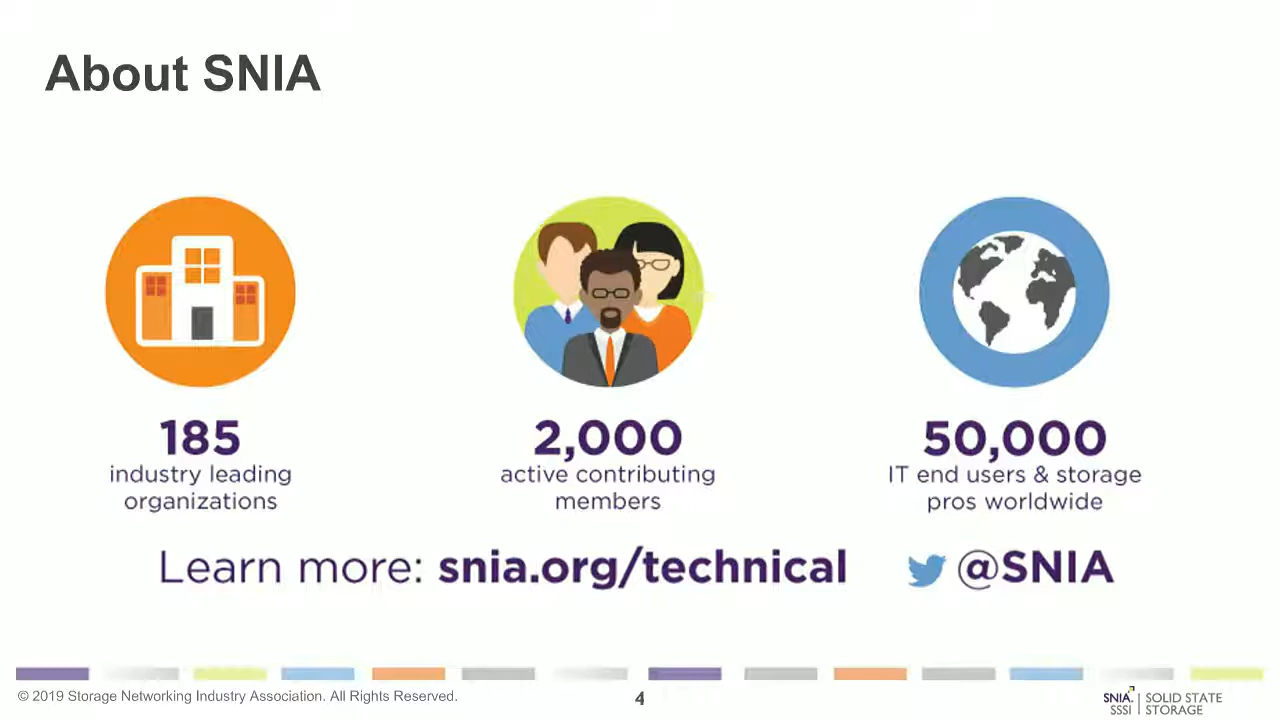 About SNIA
185
industry leading
organizations
2,000
active contributing
members
50,000
IT end users & storage
pros worldwide
Learn more: snia.org/technical
@SNIA
© 2019 Storage Networking Industry Association. All Rights Reserved.
4
SNIA.
SSSI
SOLID STATE
STORAGE